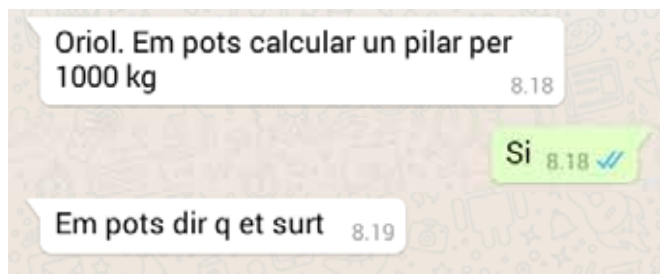 Oriol. Em pots calcular un pilar per
1000 kg
8.18
Si 8.18
Em pots dir q et surt 8.19